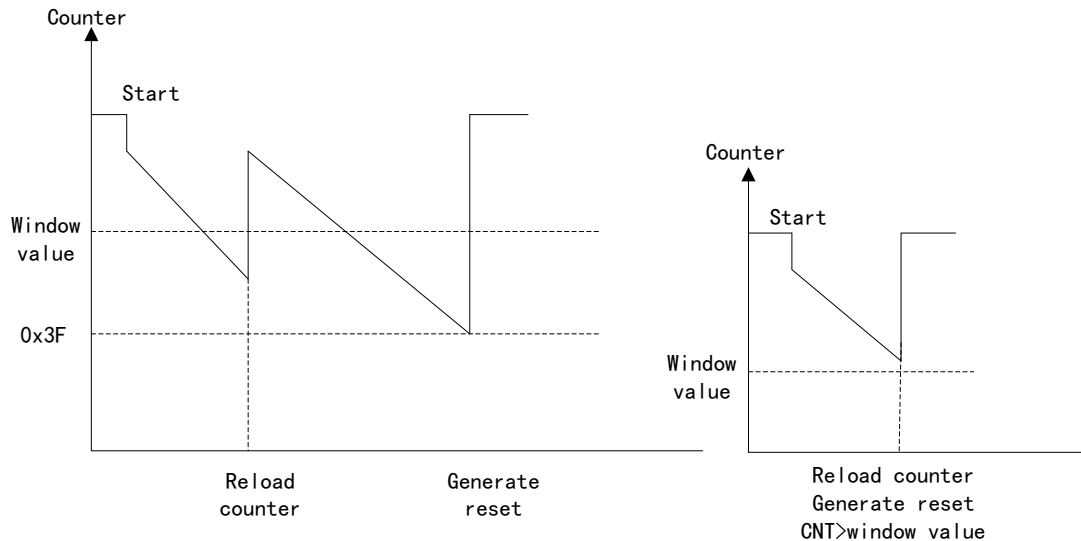 Counter
Start
Window
value
0x3F
Reload
counter
Generate
reset
Counter
Start
Window
value
Reload counter
Generate reset
CNT>window value